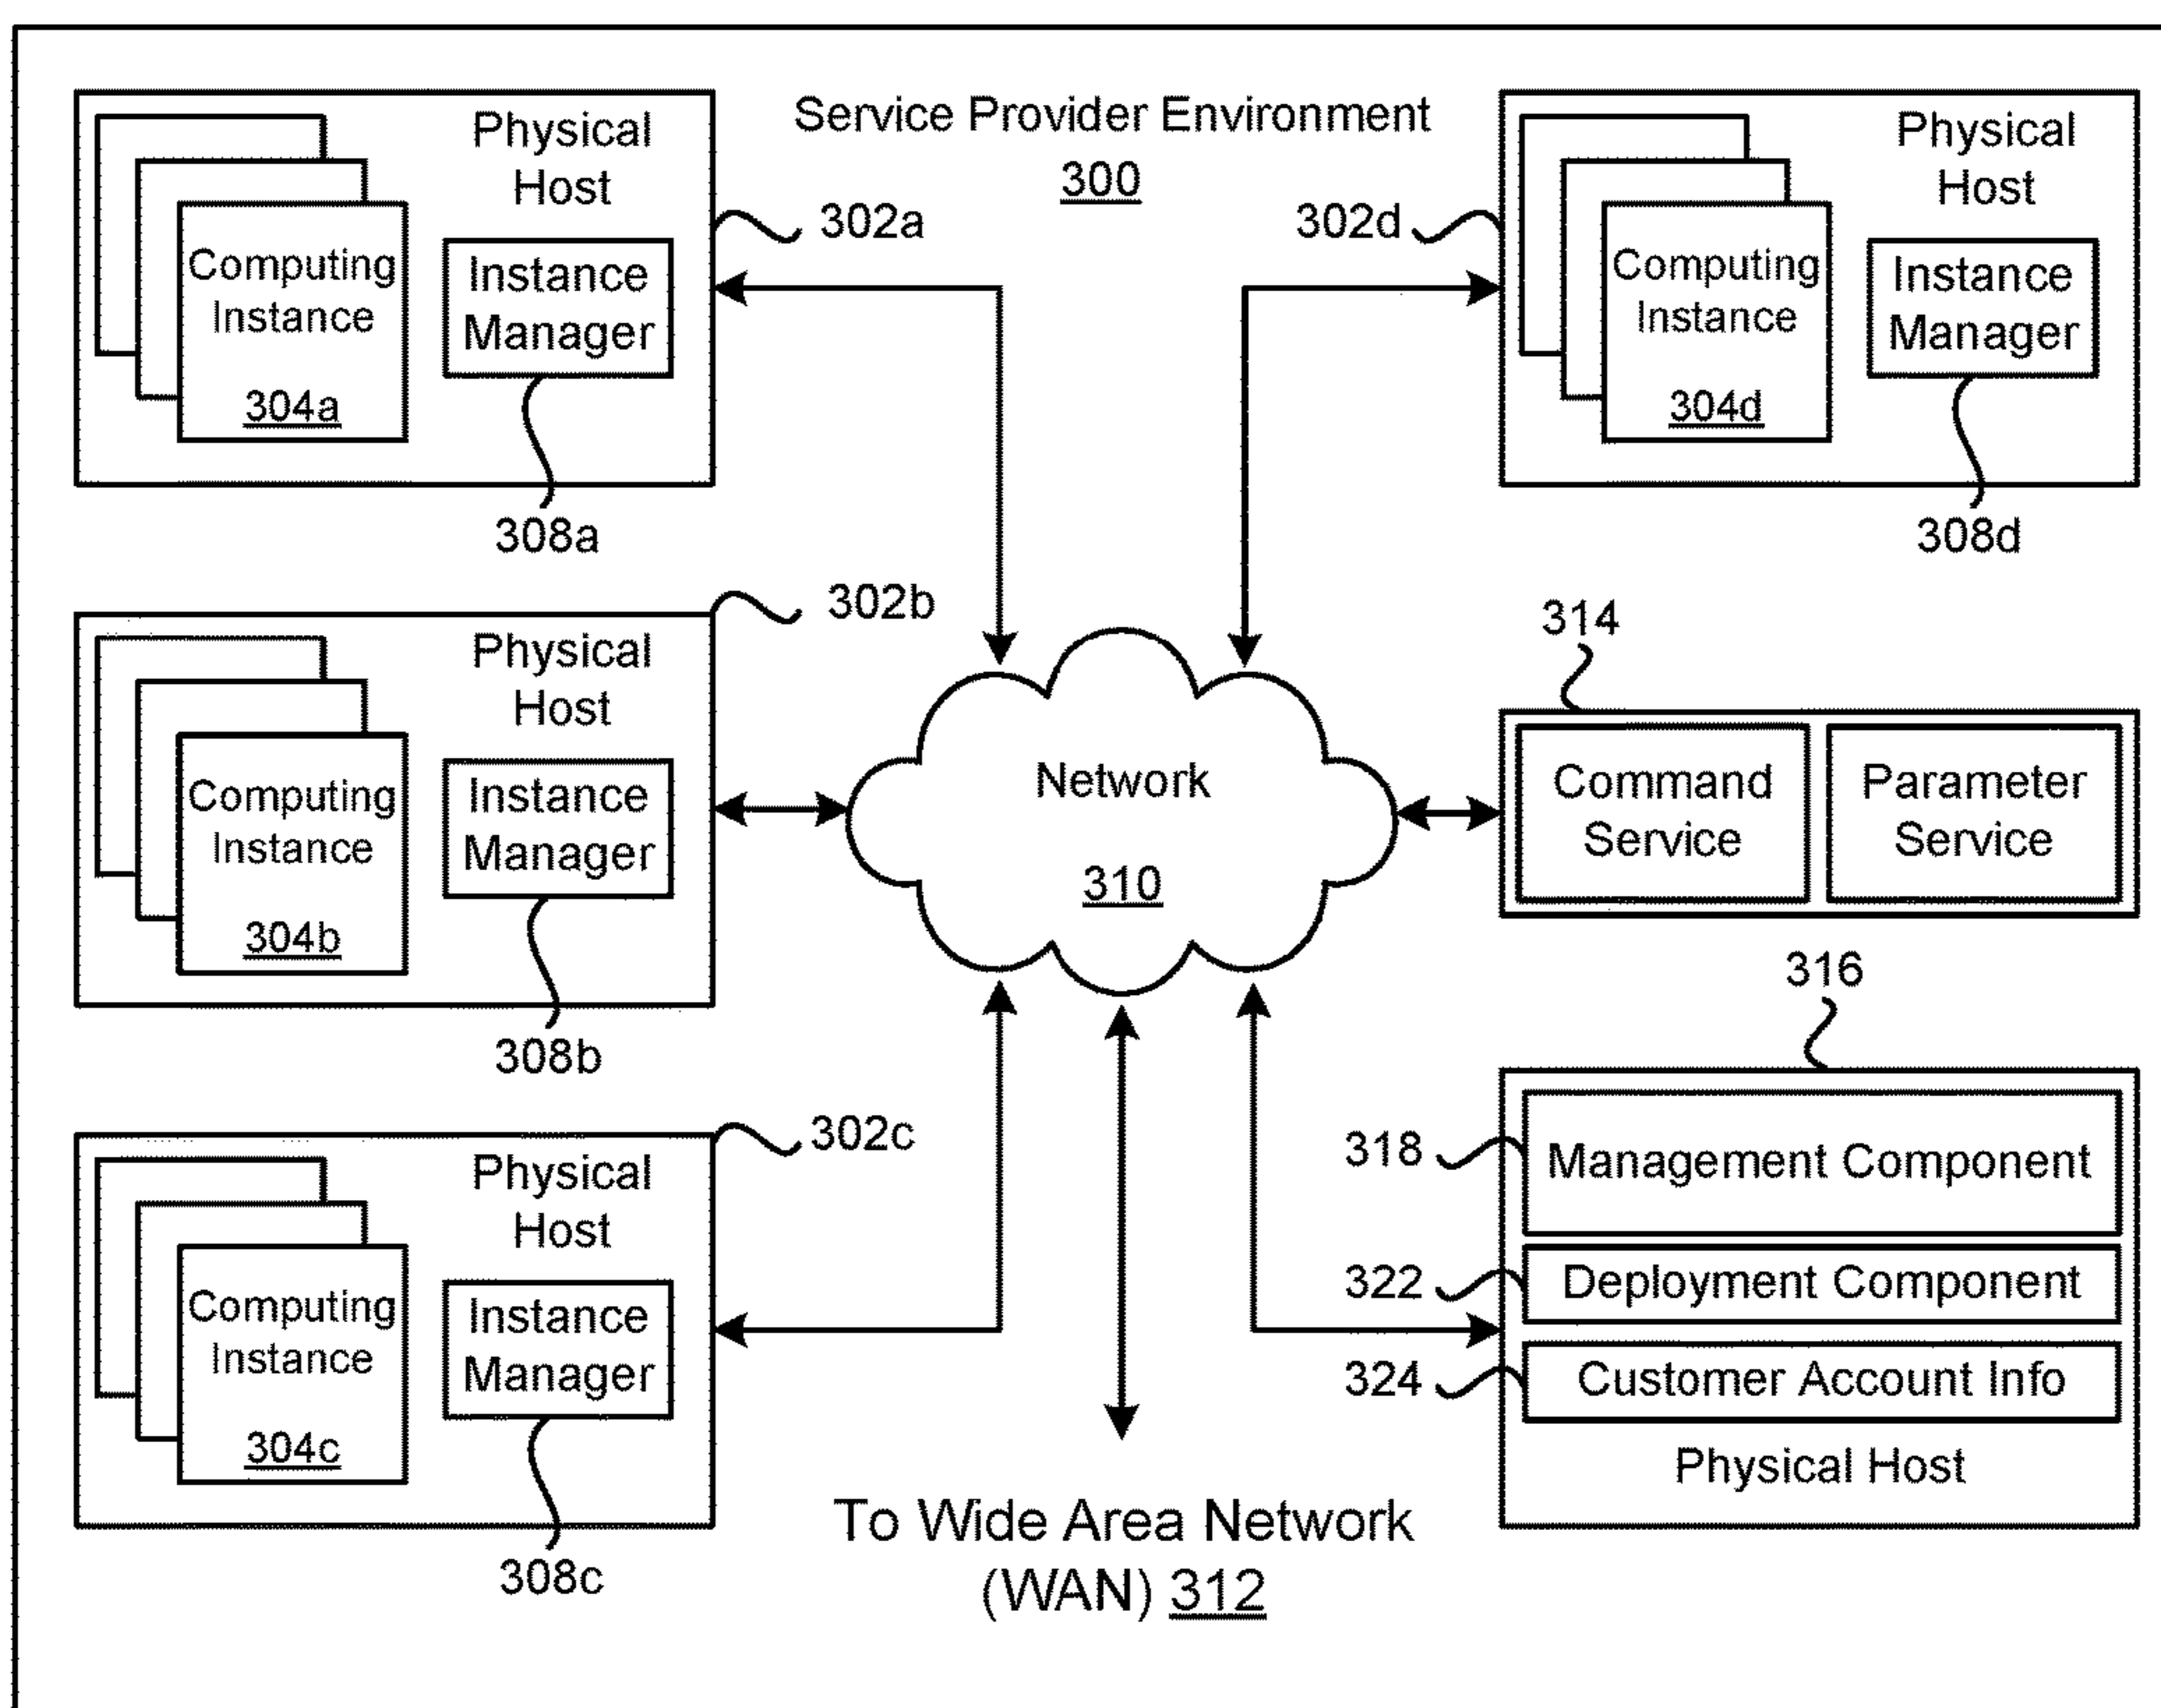 Service Provider Environment
300
Physical
Host
302a
Computing
Instance
304a
Instance
Manager
308a
Physical
Host
302d
Computing
Instance
304d
Instance
Manager
308d
302b
Physical
Host
Computing
Instance
304b
Instance
Manager
308b
Network
310
314
Command
Service
Parameter
Service
302c
Physical
Host
Computing
Instance
304c
Instance
Manager
308c
316
318
Management Component
322
Deployment Component
324
Customer Account Info
Physical Host
To Wide Area Network
(WAN) 312